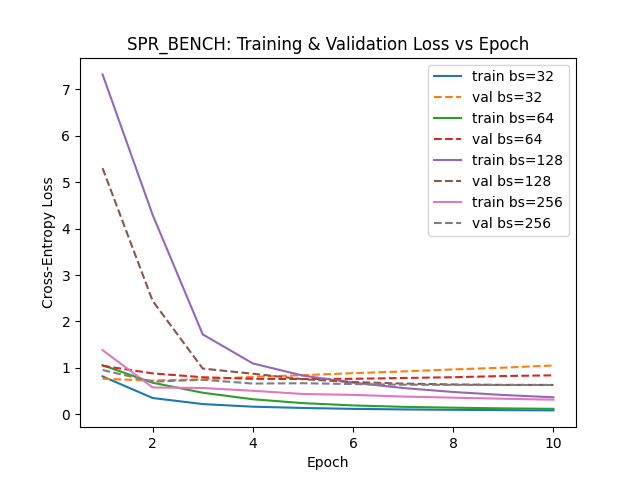 SPR_BENCH: Training & Validation Loss vs Epoch
Cross-Entropy Loss
7
6
5
4
3
2
1
0
train bs=32
val bs=32
train bs=64
val bs=64
train bs=128
val bs=128
train bs=256
val bs=256
2 4 6 8 10
Epoch